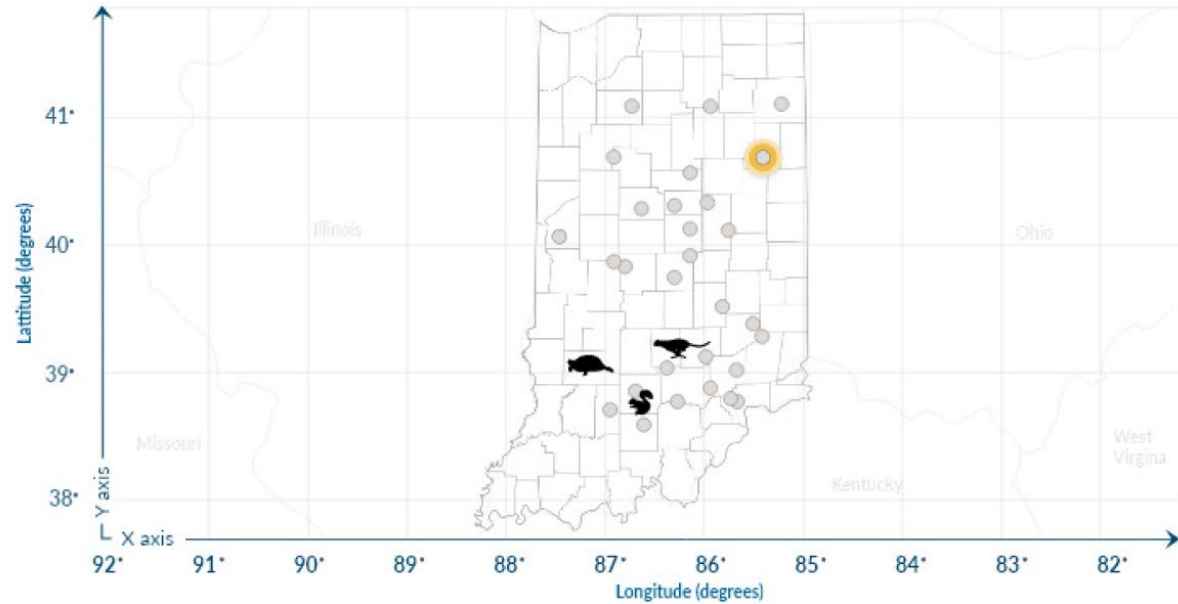 41°
40°
39°
38°
Lattitude (degrees)
Y axis
X axis
92°
91°
90°
89°
88°
87°
86°
85°
84°
83°
82°
Longitude (degrees)
Illinois
Ohio
Missouri
Kentucky
West
Virgina